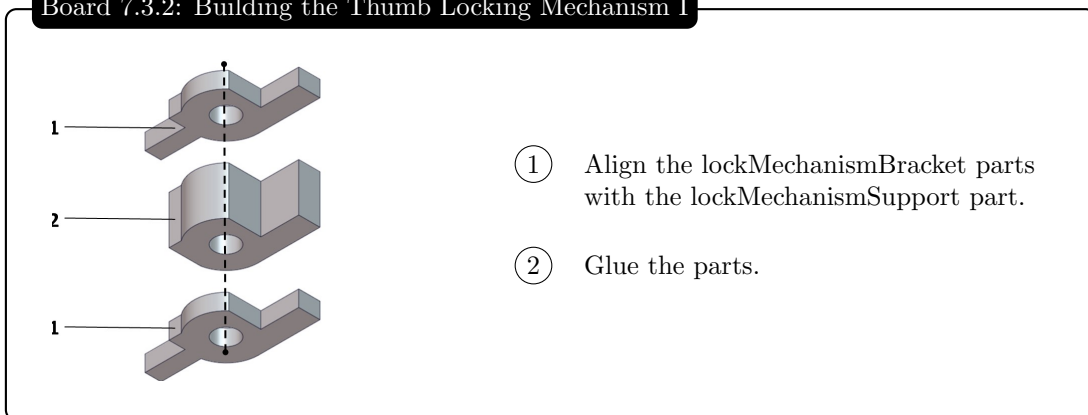 Board 7.3.2: Building the Thumb Locking Mechanism I
1
2
1
1 Align the lockMechanismBracket parts
with the lockMechanismSupport part.
2 Glue the parts.